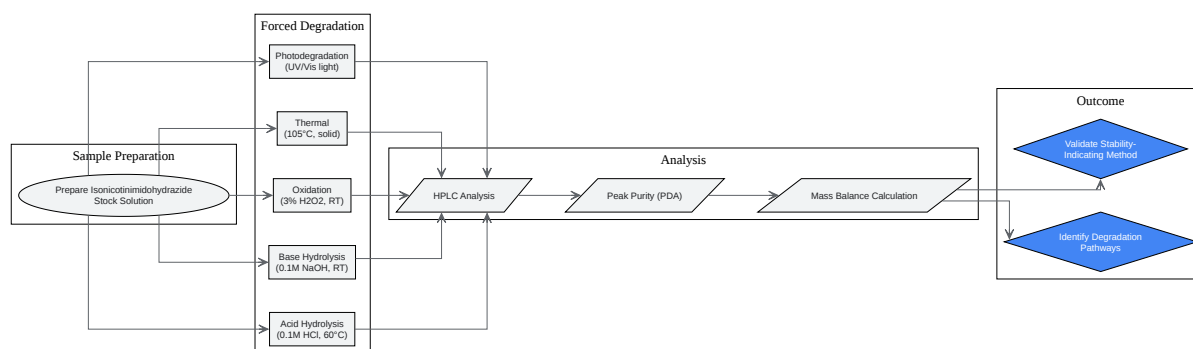 Sample Preparation
Prepare Isonicotinimidohydrazide
Stock Solution
Forced Degradation
Photodegradation
(UV/Vis light)
Thermal
(105°C, solid)
Oxidation
(3% H2O2, RT)
Base Hydrolysis
(0.1M NaOH, RT)
Acid Hydrolysis
(0.1M HCl, 60°C)
Analysis
HPLC Analysis
Peak Purity (PDA)
Mass Balance Calculation
Outcome
Validate Stability-
Indicating Method
Identify Degradation
Pathways